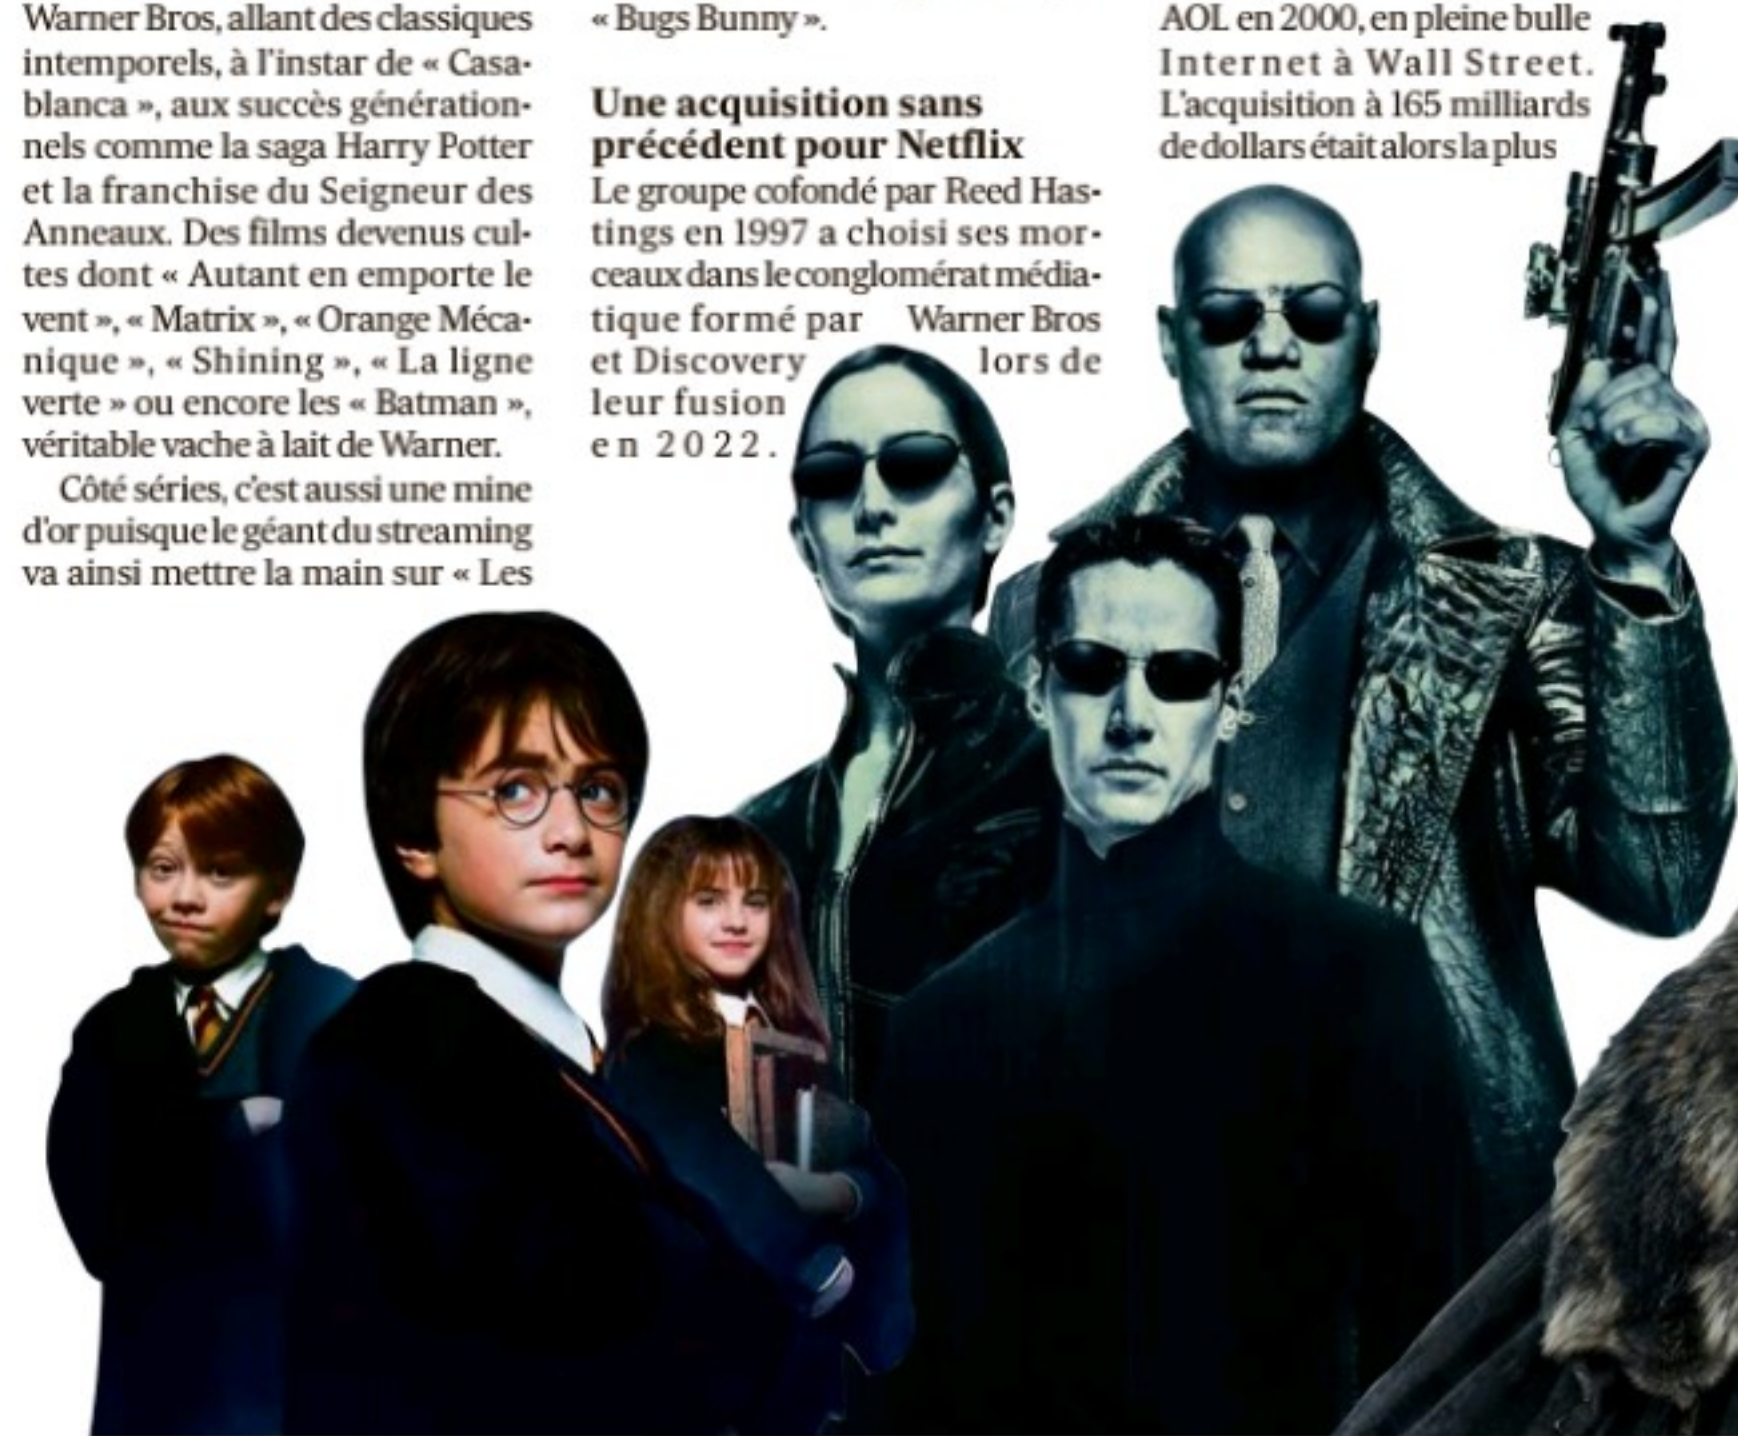 Warner Bros, allant des classiques
intemporels, à l'instar de « Casa-
blanca », aux succès génération-
nels comme la saga Harry Potter
et la franchise du Seigneur des
Anneaux. Des films devenus cul-
tes dont « Autant en emporte le
vent », « Matrix », « Orange Méca-
nique », « Shining », « La ligne
verte » ou encore les « Batman »,
véritable vache à lait de Warner.
Côté séries, c'est aussi une mine
d'or puisque le géant du streaming
va ainsi mettre la main sur « Les
« Bugs Bunny ».
Une acquisition sans
précédent pour Netflix
Le groupe cofondé par Reed Has-
tings en 1997 a choisi ses mor-
ceaux dans le conglomérat média-
tique formé par Warner Bros
et Discovery lors de
leur fusion
en 2022.
AOL en 2000, en pleine bulle
Internet à Wall Street.
L'acquisition à 165 milliards
de dollars était alors la plus